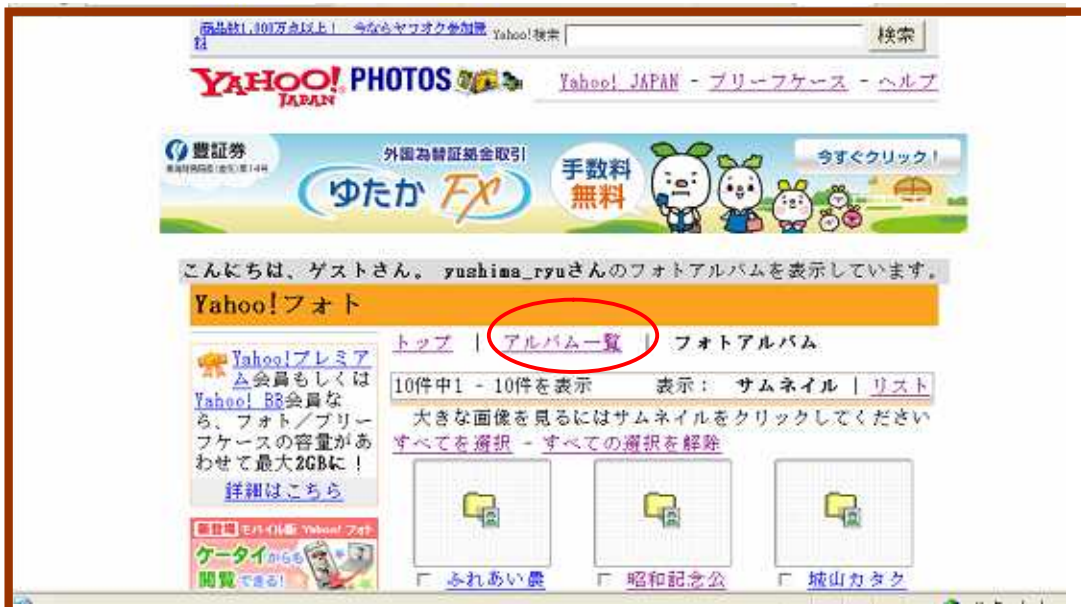 商品数1,000万点以上！ 今ならヤフオク参加無料
Yahoo!検索
検索
YAHOO! JAPAN PHOTOS
Yahoo! JAPAN - ブリーフケース - ヘルプ
豊証券
外国為替証拠金取引
ゆたかFX
手数料
無料
今すぐクリック！
こんにちは、ゲストさん。 yushima_ryuさんのフォトアルバムを表示しています。
Yahoo!フォト
トップ | アルバム一覧 | フォトアルバム
Yahoo!プレミア
ム会員もしくは
Yahoo! BB会員な
ら、フォト／ブリー
フケースの容量があ
わせて最大2GBに！
詳細はこちら
10件中1 - 10件を表示 表示： サムネイル | リスト
大きな画像を見るにはサムネイルをクリックしてください
すべてを選択 - すべての選択を解除
新登場 モバイル版 Yahoo!フォト
ケータイからも
閲覧できる！
ふれあい農
昭和記念公
城山カタク